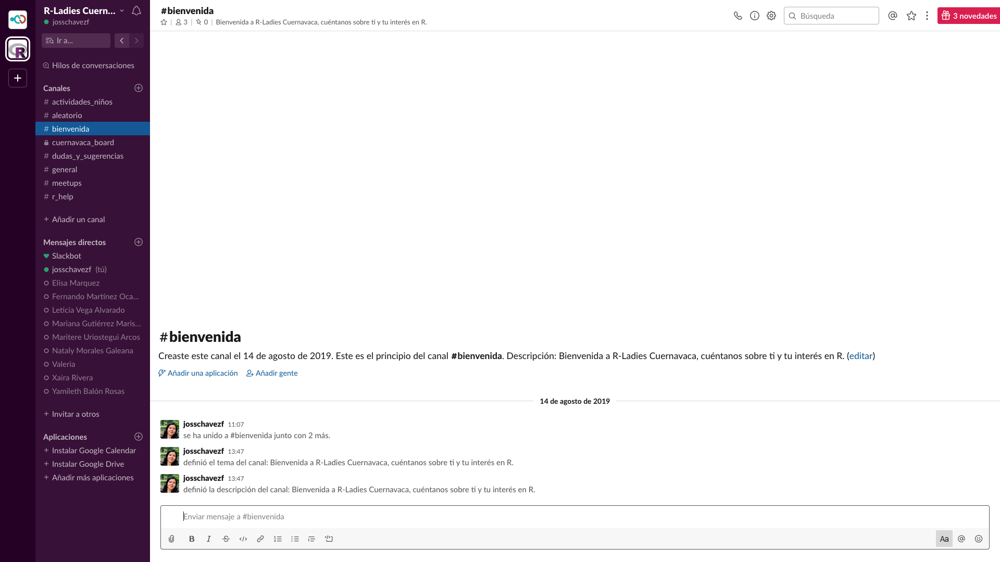 R-Ladies Cuern...
josschavezf
Ir a...
Hilos de conversaciones
Canales
# actividades_niños
# aleatorio
# bienvenida
cuernavaca_board
# dudas_y_sugerencias
# general
# meetups
# r_help
+ Añadir un canal
Mensajes directos
Slackbot
josschavezf (tú)
Elisa Marquez
Fernando Martínez Oca...
Leticia Vega Alvarado
Mariana Gutiérrez Maris...
Maritere Uriostegui Arcos
Nataly Morales Galeana
Valeria
Xaira Rivera
Yamileth Balón Rosas
+ Invitar a otros
Aplicaciones
+ Instalar Google Calendar
+ Instalar Google Drive
+ Añadir más aplicaciones
#bienvenida
3 | 0 | Bienvenida a R-Ladies Cuernavaca, cuéntanos sobre ti y tu interés en R.
Búsqueda
3 novedades
#bienvenida
Creaste este canal el 14 de agosto de 2019. Este es el principio del canal #bienvenida. Descripción: Bienvenida a R-Ladies Cuernavaca, cuéntanos sobre ti y tu interés en R. (editar)
Añadir una aplicación Añadir gente
14 de agosto de 2019
josschavezf 11:07
se ha unido a #bienvenida junto con 2 más.
josschavezf 13:47
definió el tema del canal: Bienvenida a R-Ladies Cuernavaca, cuéntanos sobre ti y tu interés en R.
josschavezf 13:47
definió la descripción del canal: Bienvenida a R-Ladies Cuernavaca, cuéntanos sobre ti y tu interés en R.
Enviar mensaje a #bienvenida
B I S </> Aa @